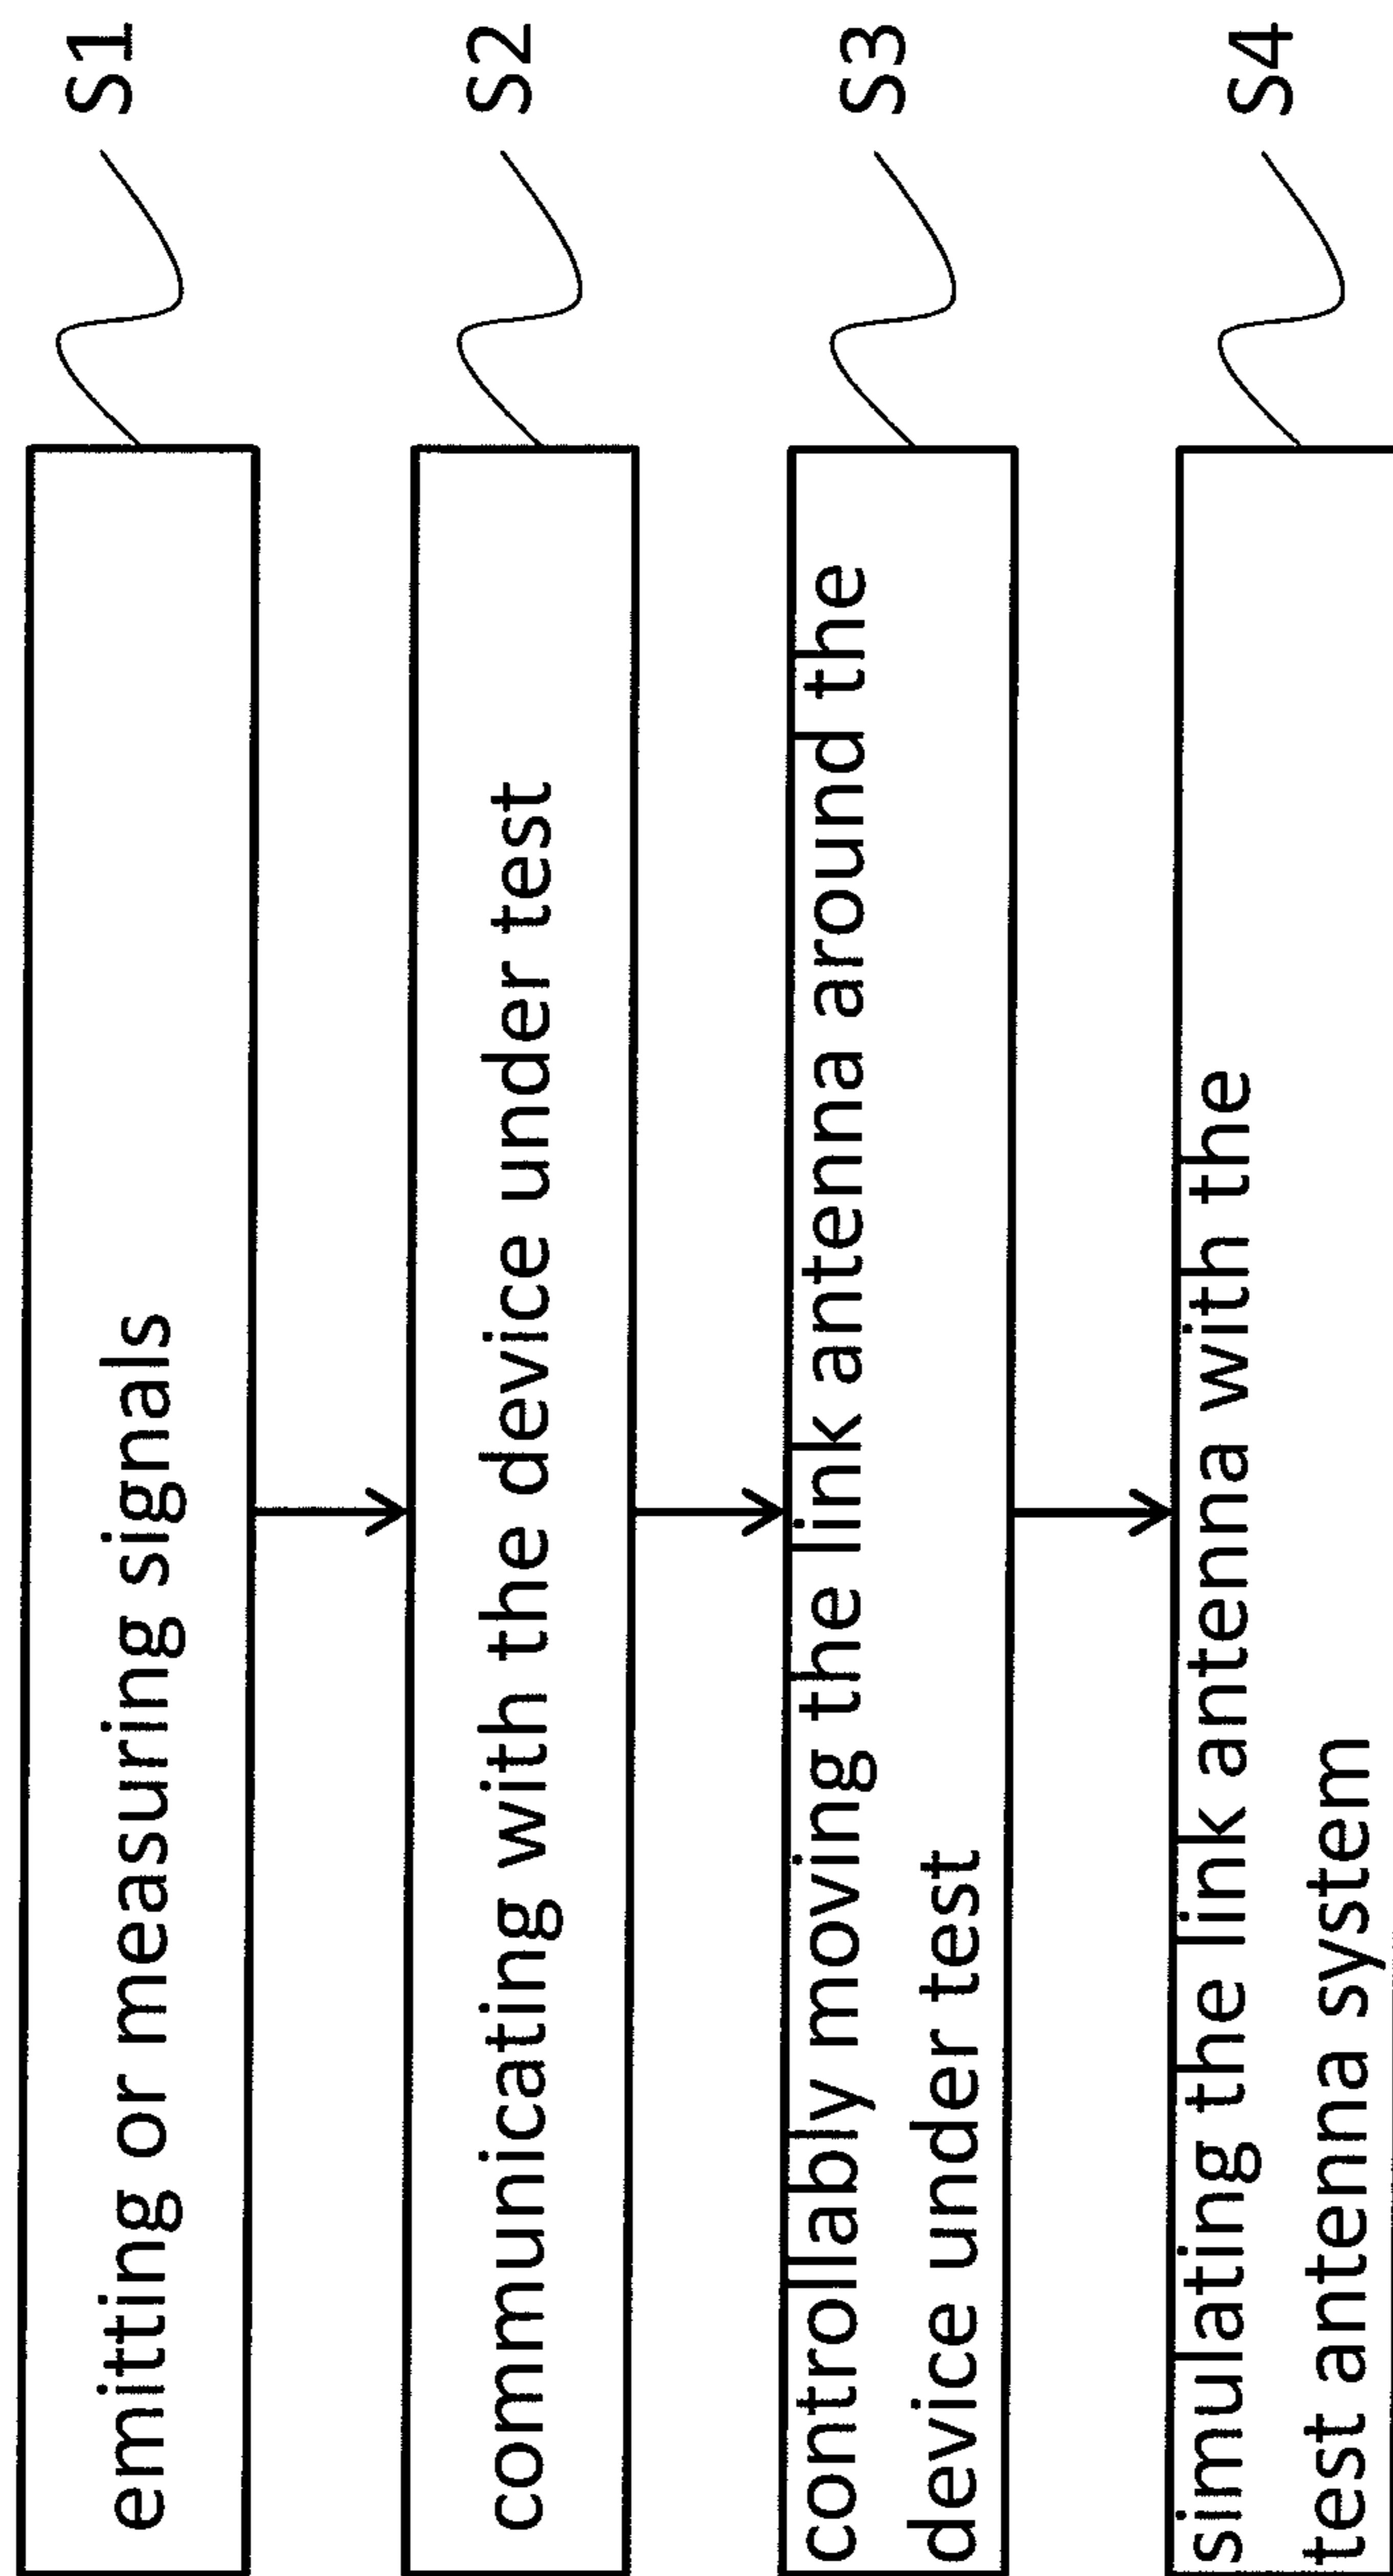 emitting or measuring signals
S1
communicating with the device under test
S2
controllably moving the link antenna around the
device under test
S3
simulating the link antenna with the
test antenna system
S4